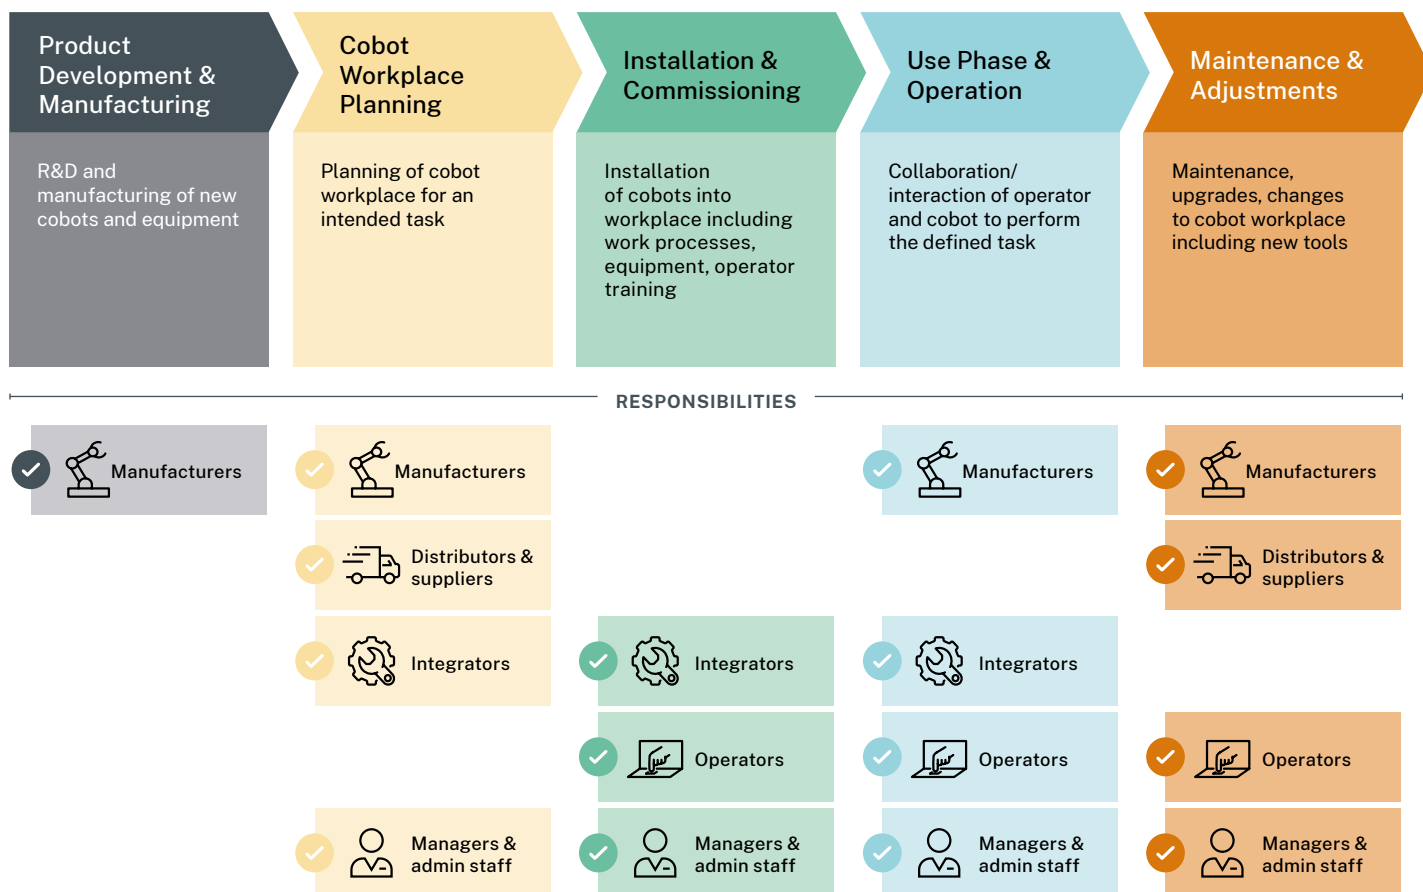 Product
Development &
Manufacturing
Cobot
Workplace
Planning
Installation &
Commissioning
Use Phase &
Operation
Maintenance &
Adjustments
R&D and
manufacturing of new
cobots and equipment
Planning of cobot
workplace for an
intended task
Installation
of cobots into
workplace including
work processes,
equipment, operator
training
Collaboration/
interaction of operator
and cobot to perform
the defined task
Maintenance,
upgrades, changes
to cobot workplace
including new tools
RESPONSIBILITIES
Manufacturers
Manufacturers
Manufacturers
Manufacturers
Distributors &
suppliers
Distributors &
suppliers
Integrators
Integrators
Integrators
Operators
Operators
Operators
Managers &
admin staff
Managers &
admin staff
Managers &
admin staff
Managers &
admin staff